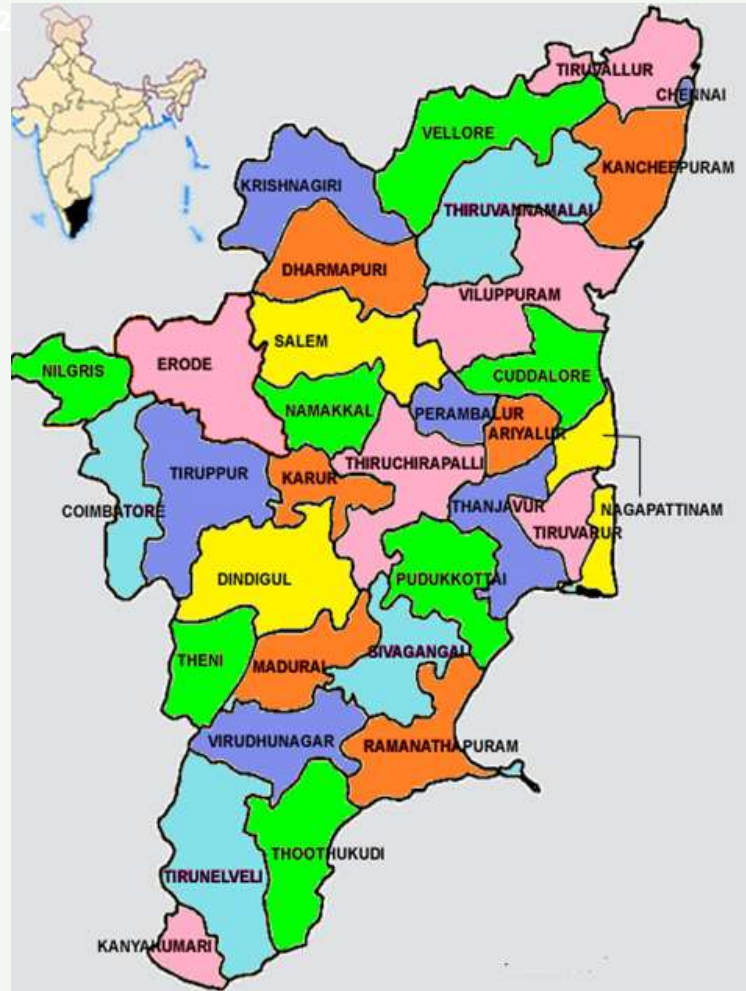 2
TIRUVALLUR
CHENNAI
VELLORE
KANCHEEPURAM
KRISHNAGIRI
THIRUVANNAMALAI
DHARMAPURI
VILUPPURAM
SALEM
ERODE
NILGRIS
CUDDALORE
NAMAKKAL
PERAMBALUR
ARIYALUR
THIRUCHIRAPALLI
TIRUPPUR
KARUR
COIMBATORE
THANJAVUR
NAGAPATTINAM
TIRUVARUR
DINDIGUL
PUDUKKOTTAI
SIVAGANGAI
THENI
MADURAI
VIRUDHUNAGAR
RAMANATHAPURAM
THOOTHUKUDI
TIRUNELVELI
KANYAKUMARI